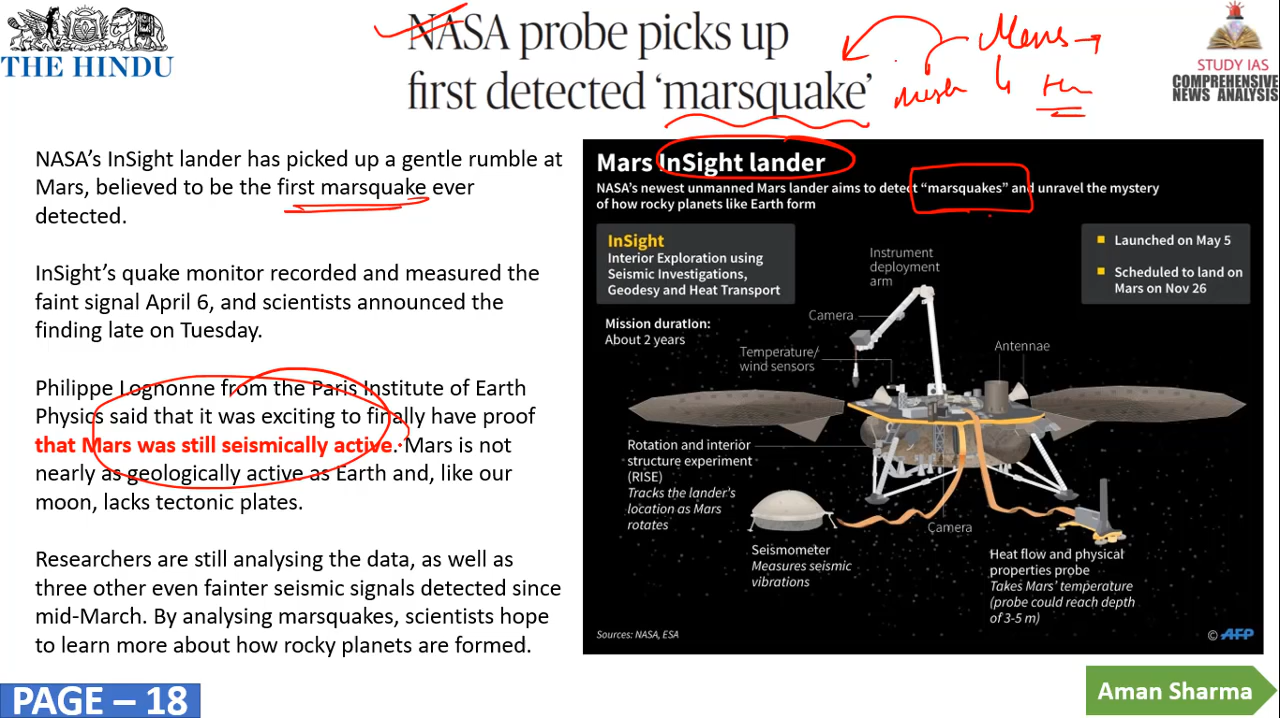 THE HINDU
NASA probe picks up
first detected ‘marsquake’
Mars
STUDY IAS
COMPREHENSIVE
NEWS ANALYSIS
NASA’s InSight lander has picked up a gentle rumble at
Mars, believed to be the first marsquake ever
detected.
InSight’s quake monitor recorded and measured the
faint signal April 6, and scientists announced the
finding late on Tuesday.
Philippe Lognonne from the Paris Institute of Earth
Physics said that it was exciting to finally have proof
that Mars was still seismically active. Mars is not
nearly as geologically active as Earth and, like our
moon, lacks tectonic plates.
Researchers are still analysing the data, as well as
three other even fainter seismic signals detected since
mid-March. By analysing marsquakes, scientists hope
to learn more about how rocky planets are formed.
Mars InSight lander
NASA’s newest unmanned Mars lander aims to detect “marsquakes” and unravel the mystery
of how rocky planets like Earth form
InSight
Interior Exploration using
Seismic Investigations,
Geodesy and Heat Transport
Mission duration:
About 2 years
Launched on May 5
Scheduled to land on
Mars on Nov 26
Instrument
deployment
arm
Camera
Temperature/
wind sensors
Antennae
Rotation and interior
structure experiment
(RISE)
Tracks the lander’s
location as Mars
rotates
Camera
Seismometer
Measures seismic
vibrations
Heat flow and physical
properties probe
Takes Mars’ temperature
(probe could reach depth
of 3-5 m)
Sources: NASA, ESA
© AFP
PAGE – 18
Aman Sharma